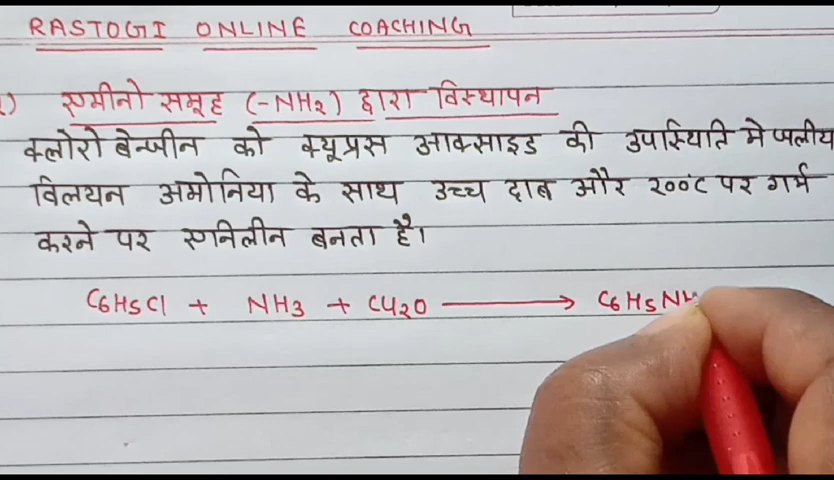 RASTOGI ONLINE COACHING
एमीनो समूह (-NH2) द्वारा विस्थापन
क्लोरो बेन्जीन को क्यूप्रस आक्साइड की उपस्थिति मे जलीय
विलयन अमोनिया के साथ उच्च दाब और २००℃ पर गर्म
करने पर एनिलीन बनता है।
C6H5Cl + NH3 + CU2O ⟶ C6H5NH